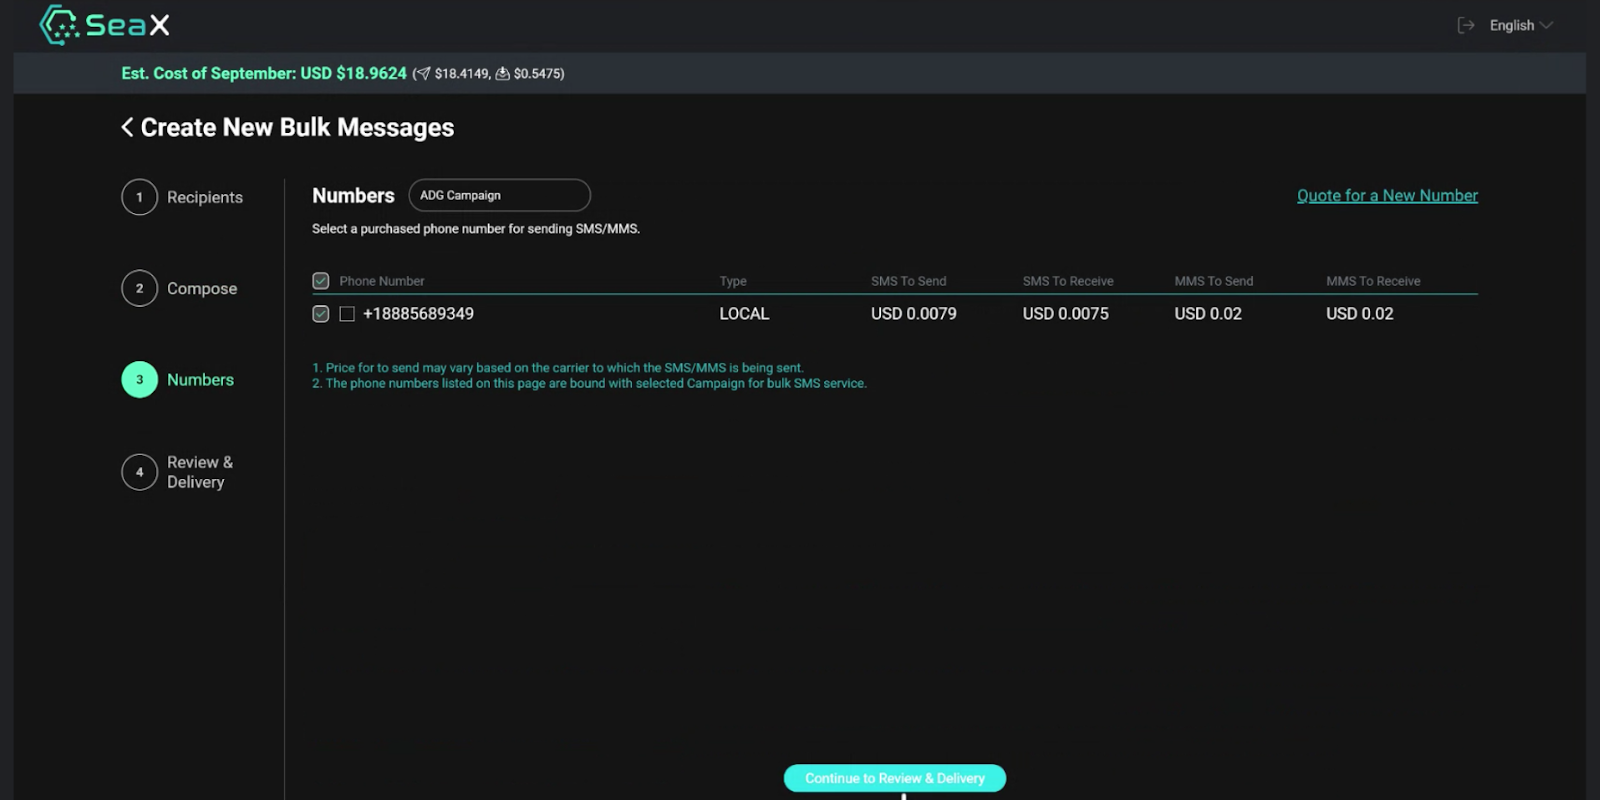 SeaX
English
Est. Cost of September: USD $18.9624 ( $18.4149, $0.5475)
Create New Bulk Messages
1 Recipients
Numbers ADG Campaign
Quote for a New Number
Select a purchased phone number for sending SMS/MMS.
Phone Number Type SMS To Send SMS To Receive MMS To Send MMS To Receive
2 Compose
+18885689349 LOCAL USD 0.0079 USD 0.0075 USD 0.02 USD 0.02
1. Price for to send may vary based on the carrier to which the SMS/MMS is being sent.
2. The phone numbers listed on this page are bound with selected Campaign for bulk SMS service.
3 Numbers
4 Review &
Delivery
Continue to Review & Delivery